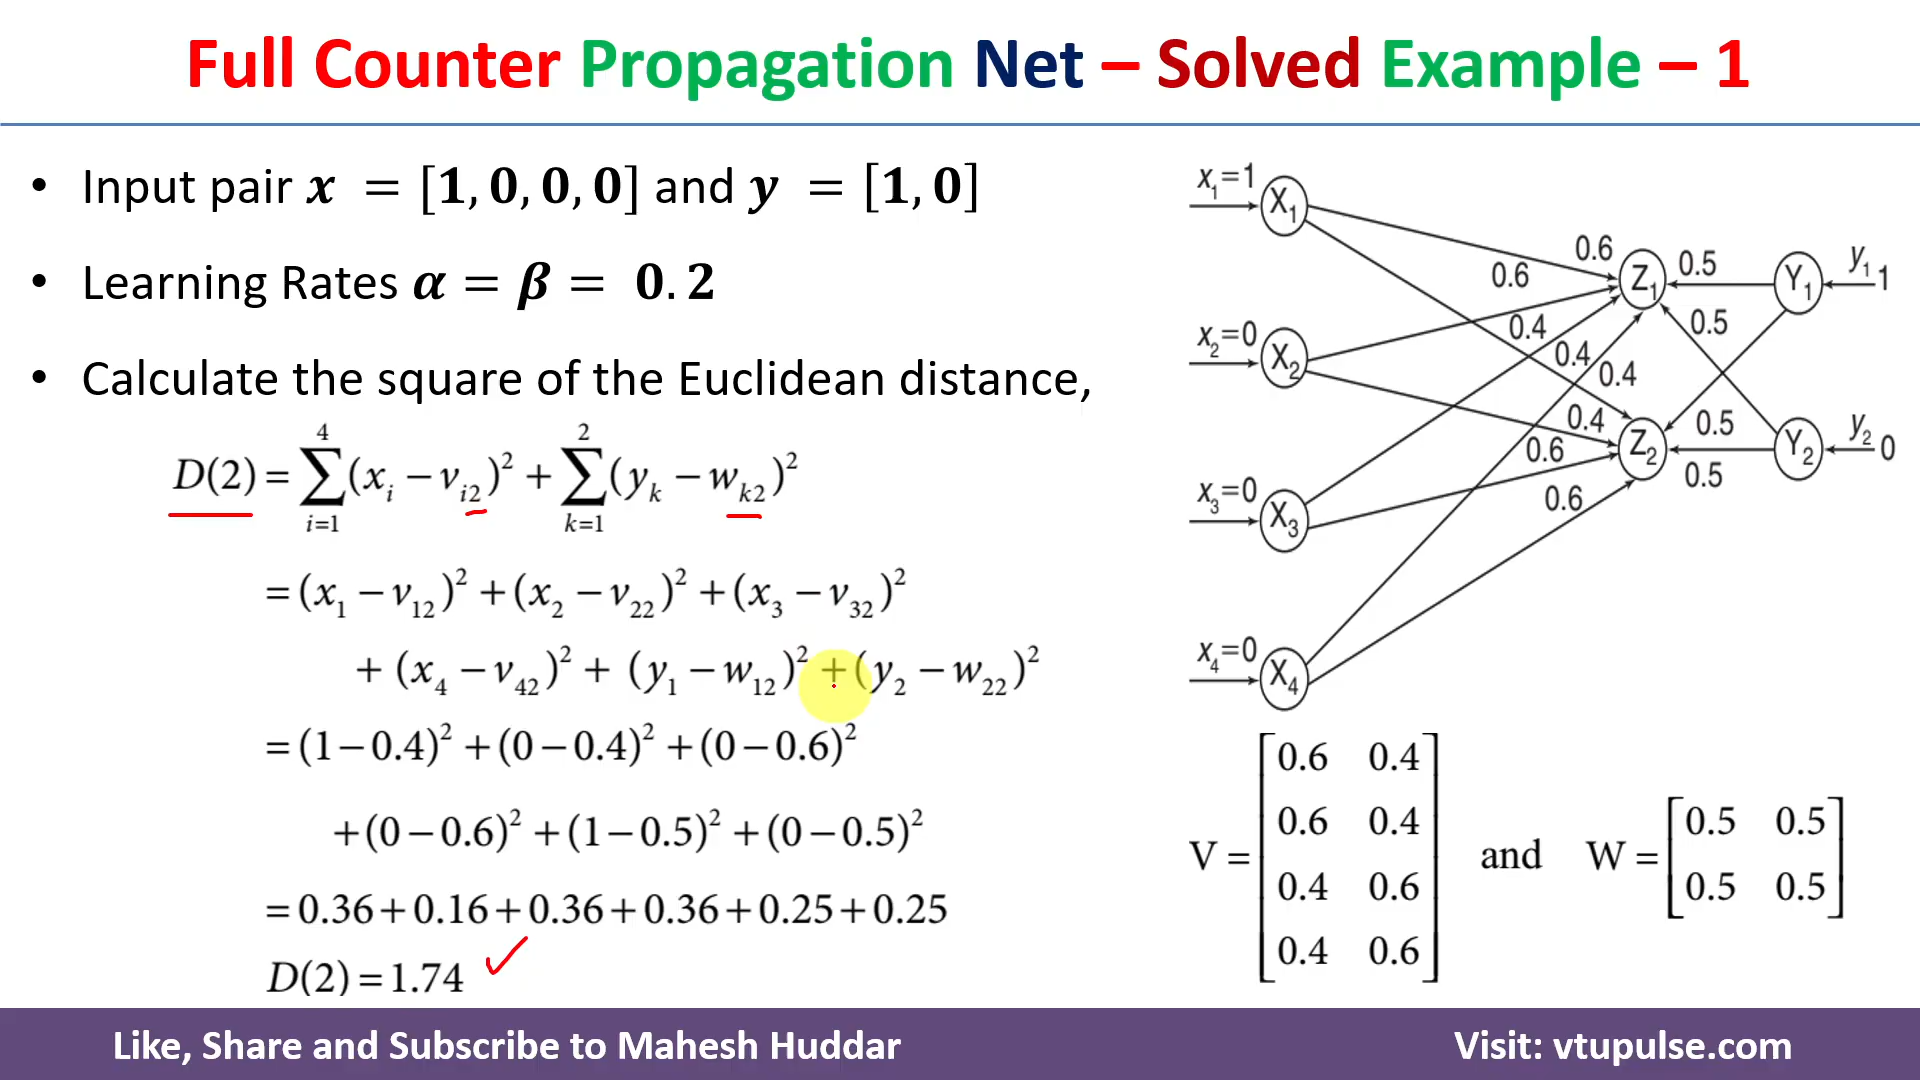 Full Counter Propagation Net – Solved Example – 1
• Input pair x = [1, 0, 0, 0] and y = [1, 0]
• Learning Rates α = β = 0.2
• Calculate the square of the Euclidean distance,
D(2) = ∑_{i=1}^{4} (x_i − v_{i2})² + ∑_{k=1}^{2} (y_k − w_{k2})²
= (x₁ − v₁₂)² + (x₂ − v₂₂)² + (x₃ − v₃₂)²
+ (x₄ − v₄₂)² + (y₁ − w₁₂)² + (y₂ − w₂₂)²
= (1 − 0.4)² + (0 − 0.4)² + (0 − 0.6)²
+ (0 − 0.6)² + (1 − 0.5)² + (0 − 0.5)²
= 0.36 + 0.16 + 0.36 + 0.36 + 0.25 + 0.25
D(2) = 1.74
x₁=1 X₁
0.6 Z₁ 0.5 Y₁ y₁ 1
0.6
0.4 0.5
x₂=0 X₂
0.4
0.4
0.4 0.5
0.6 Z₂ Y₂ y₂ 0
0.5
x₃=0 X₃
0.6
x₄=0 X₄
V = [0.6 0.4
0.6 0.4
0.4 0.6
0.4 0.6]
and
W = [0.5 0.5
0.5 0.5]
Like, Share and Subscribe to Mahesh Huddar
Visit: vtupulse.com